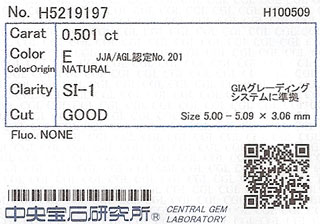 No. H5219197 H100509
Carat 0.501 ct
Color E JJA/AGL認定No.201
ColorOrigin NATURAL
Clarity SI-1 GIAグレーディング
システムに準拠
Cut GOOD Size 5.00 - 5.09 × 3.06 mm
Fluo. NONE
中央宝石研究所® CENTRAL GEM
LABORATORY